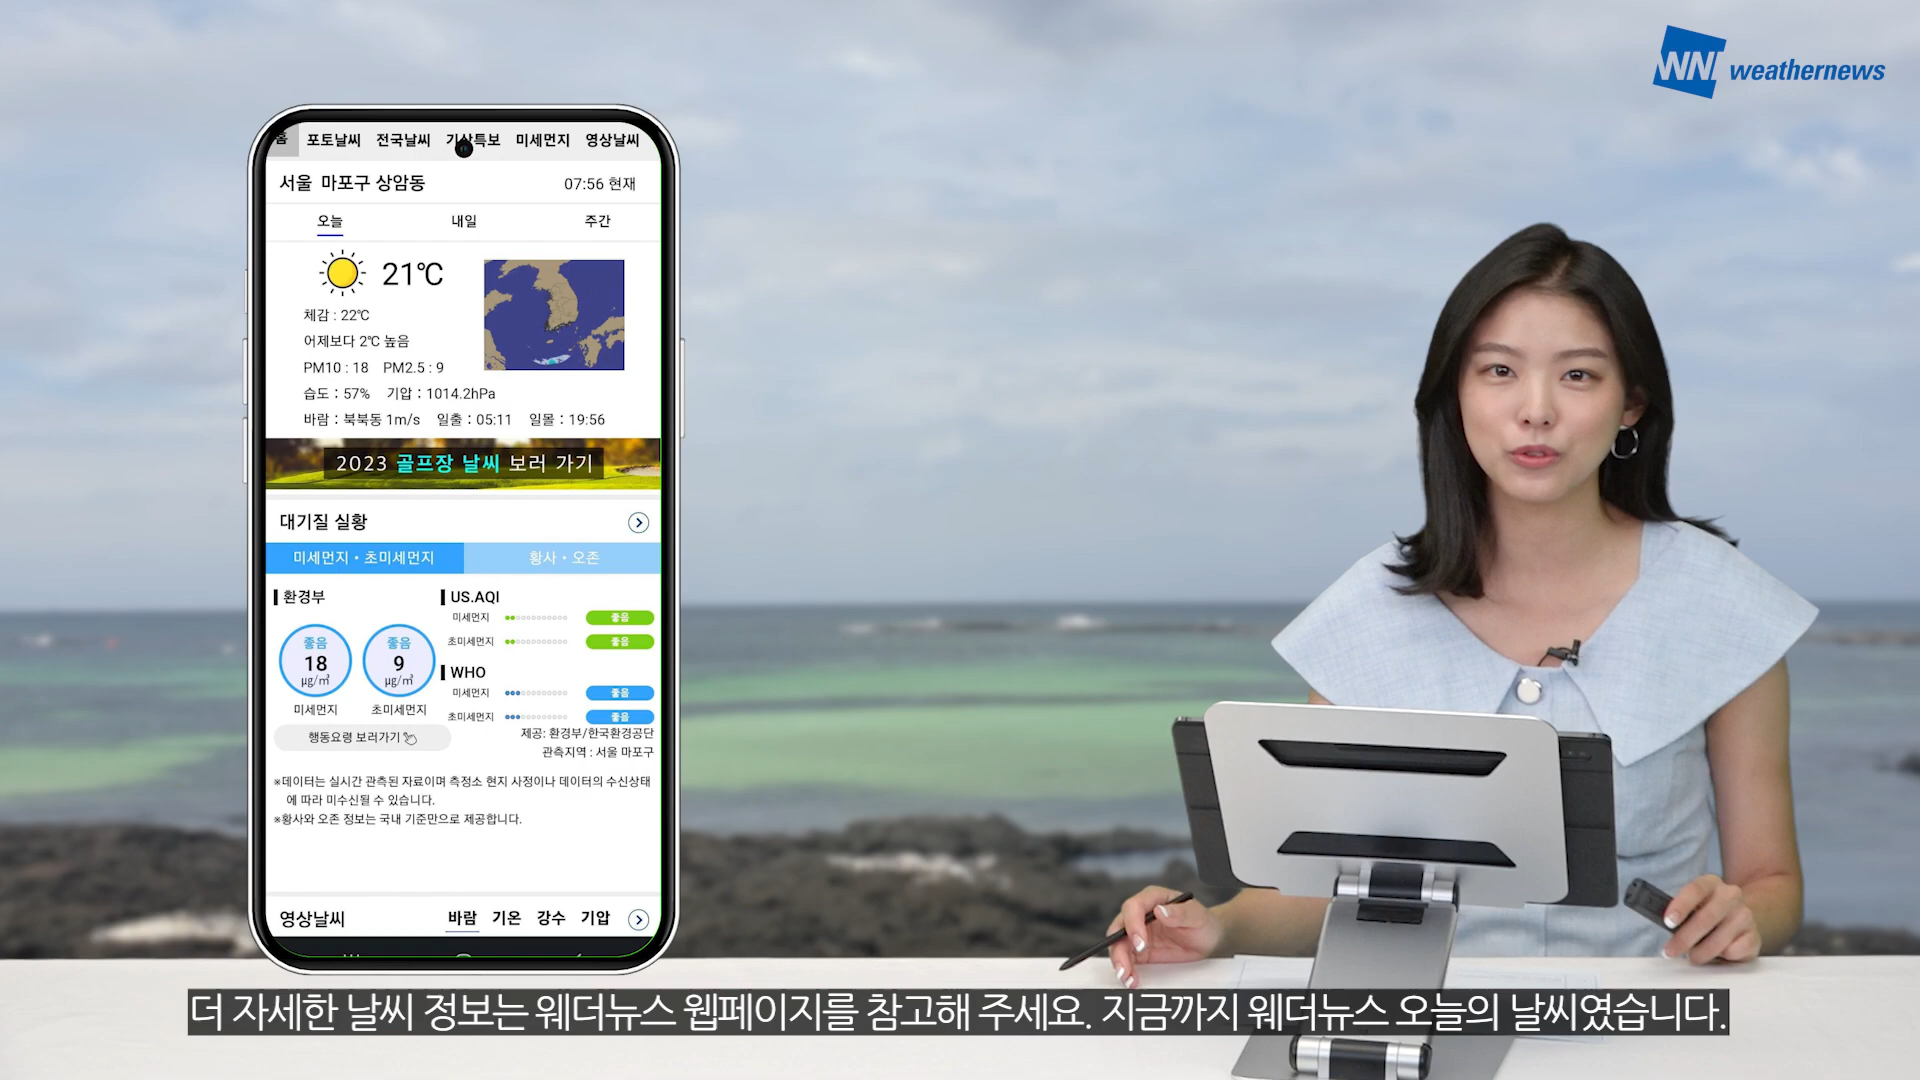 WNI weathernews
홈 포토날씨 전국날씨 기상특보 미세먼지 영상날씨
서울 마포구 상암동 07:56 현재
오늘 내일 주간
21℃
체감 : 22℃
어제보다 2℃ 높음
PM10 : 18 PM2.5 : 9
습도 : 57% 기압 : 1014.2hPa
바람 : 북북동 1m/s 일출 : 05:11 일몰 : 19:56
2023 골프장 날씨 보러 가기
대기질 실황
미세먼지・초미세먼지 황사・오존
환경부
좋음
18
μg/㎥
미세먼지
좋음
9
μg/㎥
초미세먼지
행동요령 보러가기
US.AQI
미세먼지 좋음
초미세먼지 좋음
WHO
미세먼지 좋음
초미세먼지 좋음
제공: 환경부/한국환경공단
관측지역 : 서울 마포구
※데이터는 실시간 관측된 자료이며 측정소 현지 사정이나 데이터의 수신상태
에 따라 미수신될 수 있습니다.
※황사와 오존 정보는 국내 기준만으로 제공합니다.
영상날씨 바람 기온 강수 기압
더 자세한 날씨 정보는 웨더뉴스 웹페이지를 참고해 주세요. 지금까지 웨더뉴스 오늘의 날씨였습니다.